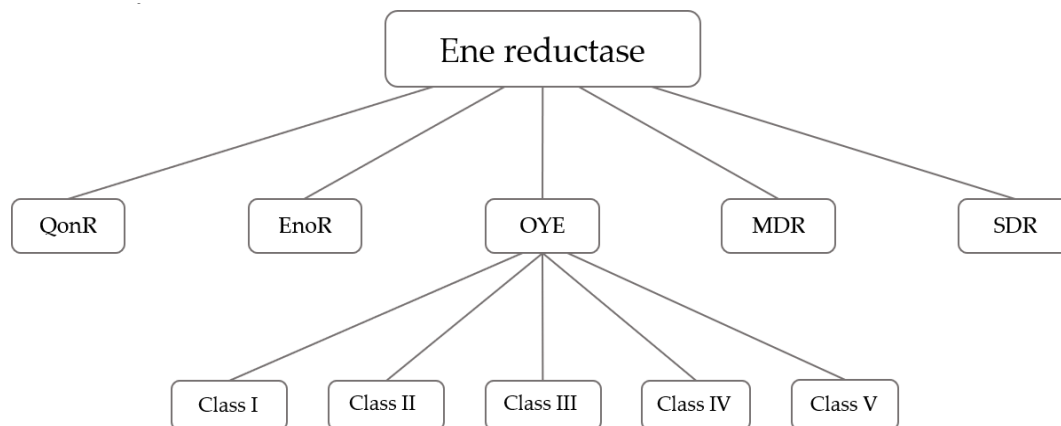 Ene reductase
QonR
EnoR
OYE
MDR
SDR
Class I
Class II
Class III
Class IV
Class V